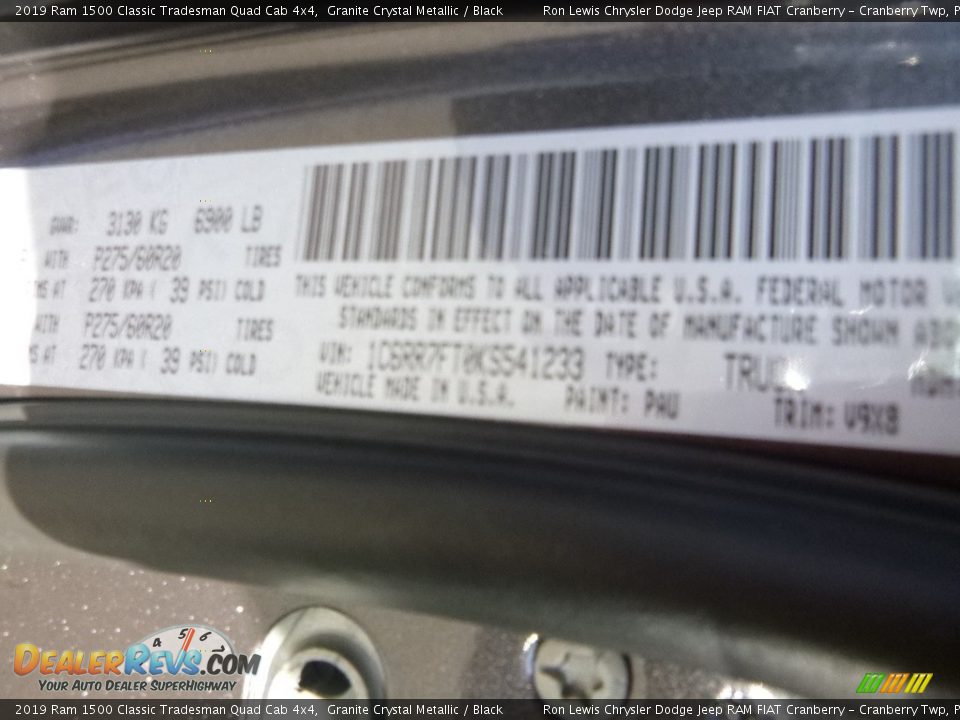 2019 Ram 1500 Classic Tradesman Quad Cab 4x4, Granite Crystal Metallic / Black Ron Lewis Chrysler Dodge Jeep RAM FIAT Cranberry - Cranberry Twp, P
GVWR: 3130 KG 6900 LB
WITH P275/60R20 TIRES
AT 270 KPA ( 39 PSI) COLD
WITH P275/60R20 TIRES
AT 270 KPA ( 39 PSI) COLD
THIS VEHICLE CONFORMS TO ALL APPLICABLE U.S.A. FEDERAL MOTOR
STANDARDS IN EFFECT ON THE DATE OF MANUFACTURE SHOWN
VIN: 1C6RR7FT0KS541233 TYPE:
VEHICLE MADE IN U.S.A. PAINT: PAU TRIM: V9X8
4 5 6
DealerRevs.com
Your Auto Dealer SuperHighway
2019 Ram 1500 Classic Tradesman Quad Cab 4x4, Granite Crystal Metallic / Black Ron Lewis Chrysler Dodge Jeep RAM FIAT Cranberry - Cranberry Twp, P